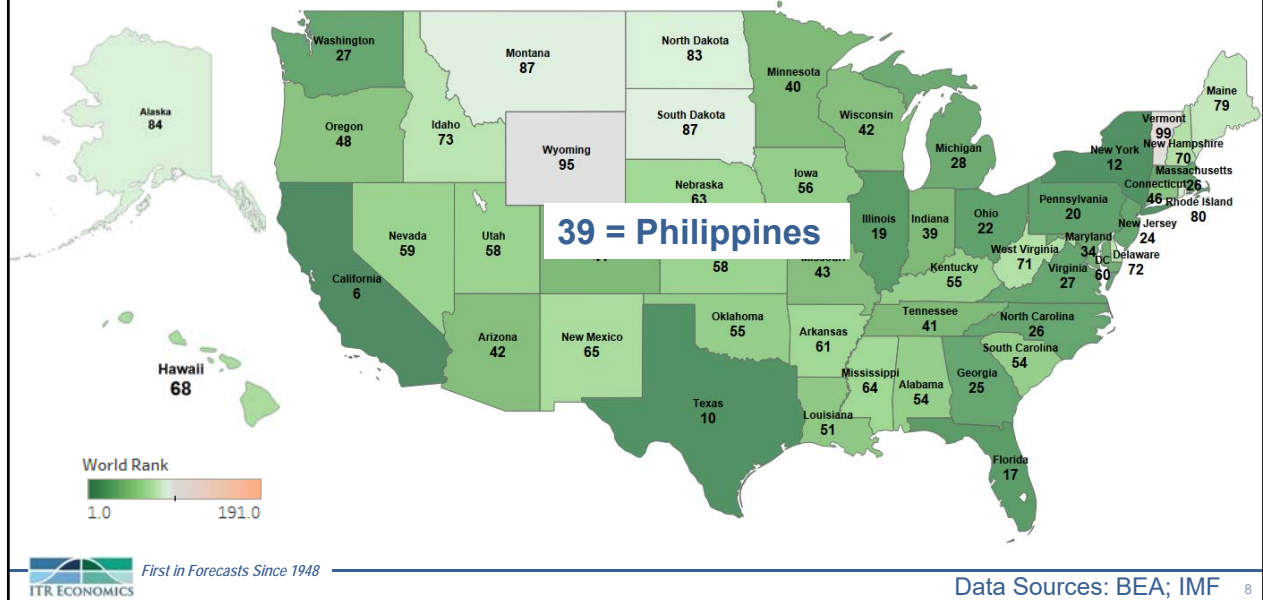 Washington
27
Montana
87
North Dakota
83
Minnesota
40
Maine
79
Alaska
84
Oregon
48
Idaho
73
Wyoming
95
South Dakota
87
Wisconsin
42
Michigan
28
Vermont
99
New Hampshire
70
New York
12
Massachusetts
26
Connecticut
46
Rhode Island
80
Nebraska
63
Iowa
56
Illinois
19
Indiana
39
Ohio
22
Pennsylvania
20
New Jersey
24
Maryland
34
DC
60
Delaware
72
West Virginia
71
Virginia
27
39 = Philippines
Nevada
59
Utah
58
58
43
Kentucky
55
California
6
Arizona
42
New Mexico
65
Oklahoma
55
Arkansas
61
Tennessee
41
North Carolina
26
South Carolina
54
Mississippi
64
Alabama
54
Georgia
25
Hawaii
68
Texas
10
Louisiana
51
Florida
17
World Rank
1.0
191.0
ITR ECONOMICS
First in Forecasts Since 1948
Data Sources: BEA; IMF
8